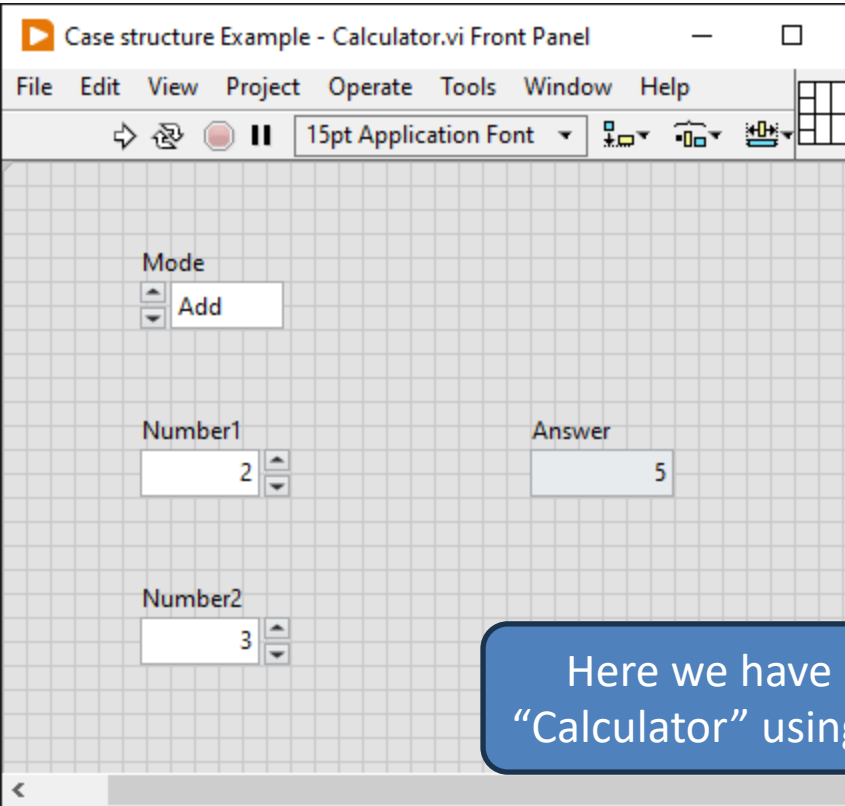 Case structure Example - Calculator.vi Front Panel
File Edit View Project Operate Tools Window Help
15pt Application Font
Mode
Add
Number1
2
Answer
5
Number2
3
Here we have
“Calculator” using